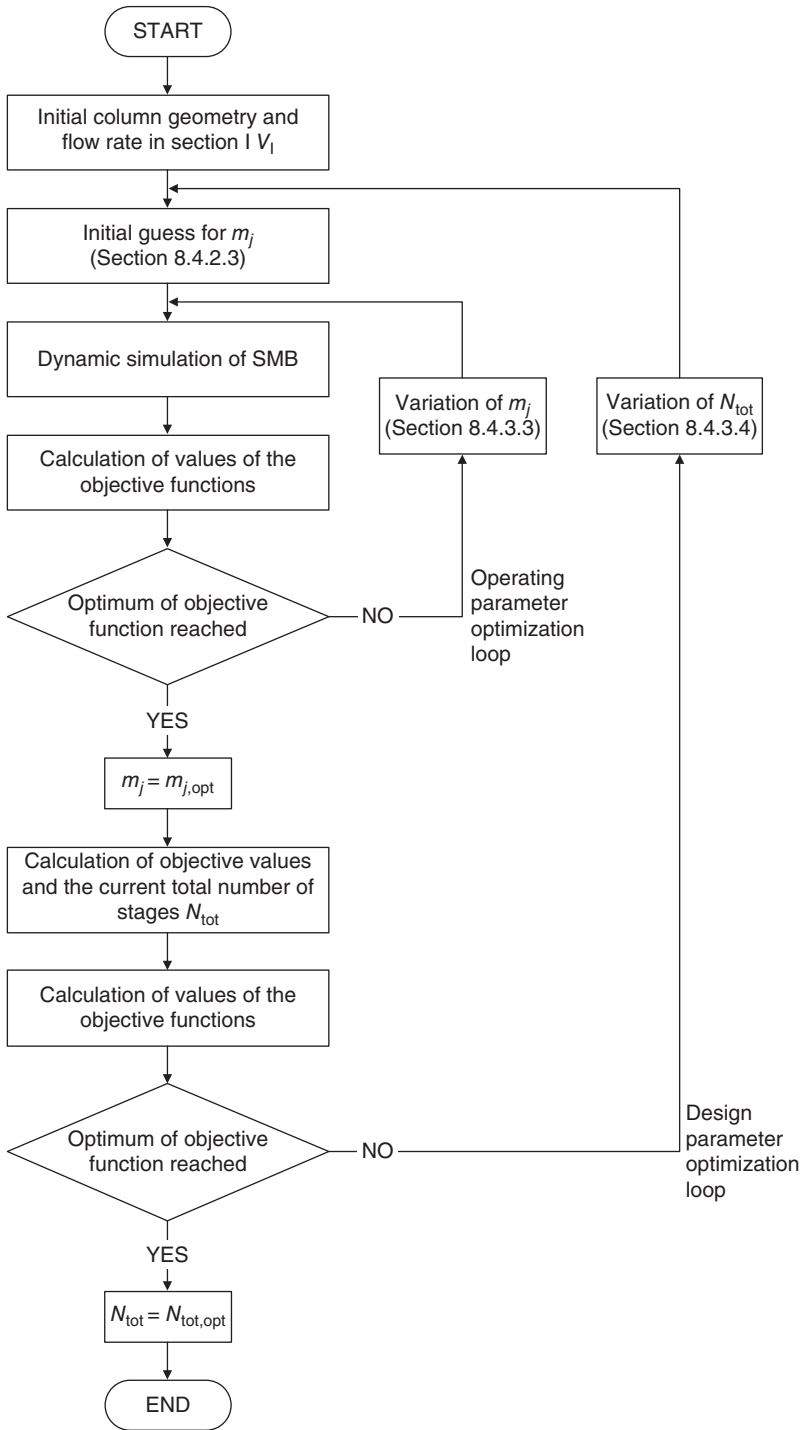 START
Initial column geometry and
flow rate in section I V_I
Initial guess for m_j
(Section 8.4.2.3)
Dynamic simulation of SMB
Variation of m_j
(Section 8.4.3.3)
Variation of N_tot
(Section 8.4.3.4)
Calculation of values of the
objective functions
Optimum of objective
function reached
NO
Operating
parameter
optimization
loop
YES
m_j = m_j,opt
Calculation of objective values
and the current total number of
stages N_tot
Calculation of values of the
objective functions
Optimum of objective
function reached
NO
Design
parameter
optimization
loop
YES
N_tot = N_tot,opt
END